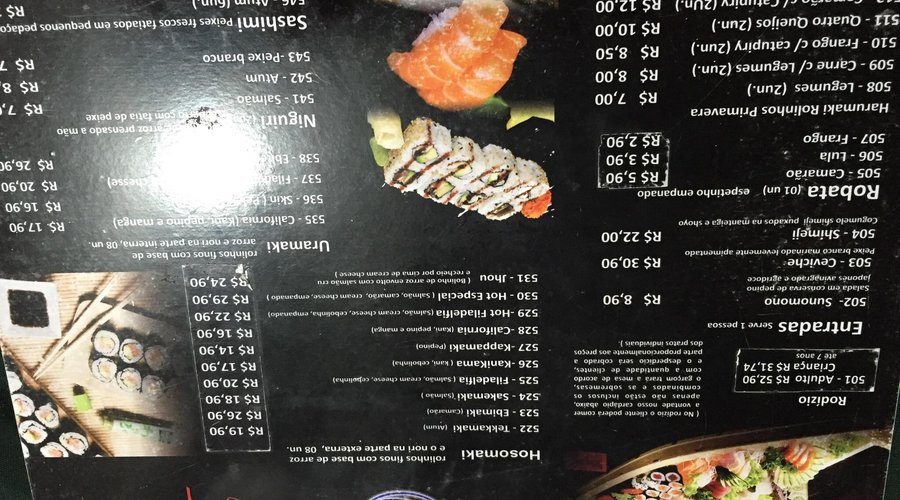 Rodízio
501 - Adulto R$ 52,90
Criança R$ 31,74
até 7 anos
( No rodízio o cliente poderá comer
a vontade nosso cardápio abaixo,
apenas não estão inclusos os
combinados e as sobremesas,
o garçom fará a mesa de acordo
com a quantidade de clientes,
e o desperdício será cobrado a
parte proporcionalmente aos preços
dos pratos individuais ).
Entradas Serve 1 pessoa
502- Sunomono R$ 8,90
Salada em conserva de pepino
japonês avinagrado e agridoce
503 - Ceviche R$ 30,90
Peixe branco marinado levemente apimentado
504 - Shimeji R$ 22,00
Cogumelo shimeji puxados na manteiga e shoyo
Robata (01 un) espetinho empanado
505 - Camarão R$ 5,90
506 - Lula R$ 3,90
507 - Frango R$ 2,90
Harumaki Rolinhos Primavera
508 - Legumes (2un.) R$ 7,00
509 - Carne c/ Legumes (2un.) R$ 8,00
510 - Frango c/ catupiry (2un.) R$ 8,50
511 - Quatro Queijos (2un.) R$ 10,00
Camarão c/ Catupiry (2un.) R$ 12,00
Hosomaki
rolinhos finos com base de arroz
e o nori na parte externa, 08 un.
522 - Tekkamaki (Atum) R$ 19,90
523 - Ebimaki (Camarão) R$ 26,90
524 - Sakemaki (Salmão) R$ 18,90
525 - Filadelfia (Salmão, cream cheese, cebolinha) R$ 20,90
526 - Kanikama (kani, cebolinha) R$ 17,90
527 - Kappamaki (Pepino) R$ 14,90
528 -California (Kani, pepino e manga) R$ 16,90
529 -Hot Filadelfia (salmão, cream cheese, cebolinha, empanado) R$ 22,90
530 - Hot Especial (salmão, camarão, cream cheese, empanado) R$ 29,90
531 - Jhou ( Bolinho de arroz envolto com salmão cru R$ 24,90
e recheio por cima de cream cheese )
Uramaki
rolinhos finos com base de
arroz e nori na parte interna 08 un.
535 - California (Kani, pepino e manga) R$ 17,90
536 - Skin R$ 16,90
537 - R$ 20,90
538 - R$ 26,90
Niguiri
arroz prensado a mão
com fatia de peixe
541 - Salmão
542 - Atum
543 - Peixe branco
Sashimi
Peixes frescos fatiados em pequenos pedaços
546 - Atum (6un)